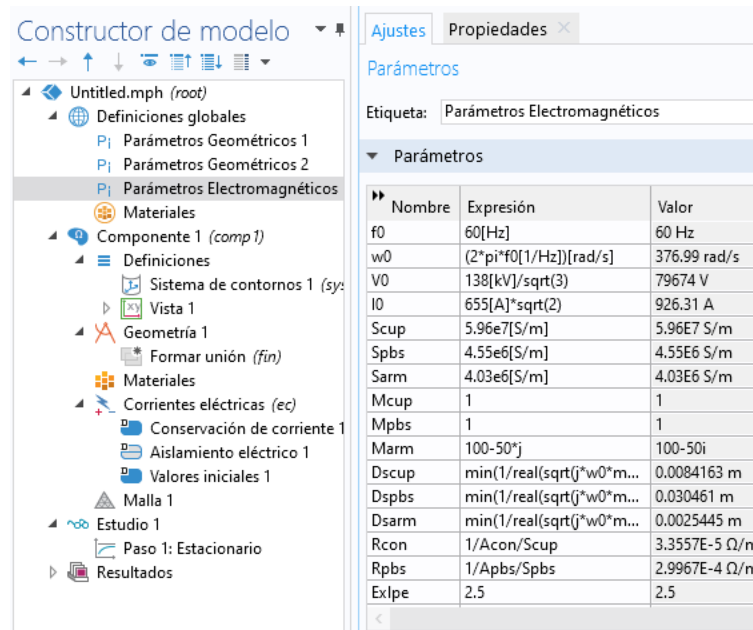 Constructor de modelo
Untitled.mph (root)
Definiciones globales
Pi Parámetros Geométricos 1
Pi Parámetros Geométricos 2
Pi Parámetros Electromagnéticos
Materiales
Componente 1 (comp1)
Definiciones
Sistema de contornos 1 (sy
Vista 1
Geometría 1
Formar unión (fin)
Materiales
Corrientes eléctricas (ec)
Conservación de corriente 1
Aislamiento eléctrico 1
Valores iniciales 1
Malla 1
Estudio 1
Paso 1: Estacionario
Resultados
Ajustes Propiedades
Parámetros
Etiqueta: Parámetros Electromagnéticos
Parámetros
Nombre Expresión Valor
f0 60[Hz] 60 Hz
w0 (2*pi*f0[1/Hz])[rad/s] 376.99 rad/s
V0 138[kV]/sqrt(3) 79674 V
I0 655[A]*sqrt(2) 926.31 A
Scup 5.96e7[S/m] 5.96E7 S/m
Spbs 4.55e6[S/m] 4.55E6 S/m
Sarm 4.03e6[S/m] 4.03E6 S/m
Mcup 1 1
Mpbs 1 1
Marm 100-50*j 100-50i
Dscup min(1/real(sqrt(j*w0*m... 0.0084163 m
Dspbs min(1/real(sqrt(j*w0*m... 0.030461 m
Dsarm min(1/real(sqrt(j*w0*m... 0.0025445 m
Rcon 1/Acon/Scup 3.3557E-5 Ω/n
Rpbs 1/Apbs/Spbs 2.9967E-4 Ω/n
Exlpe 2.5 2.5